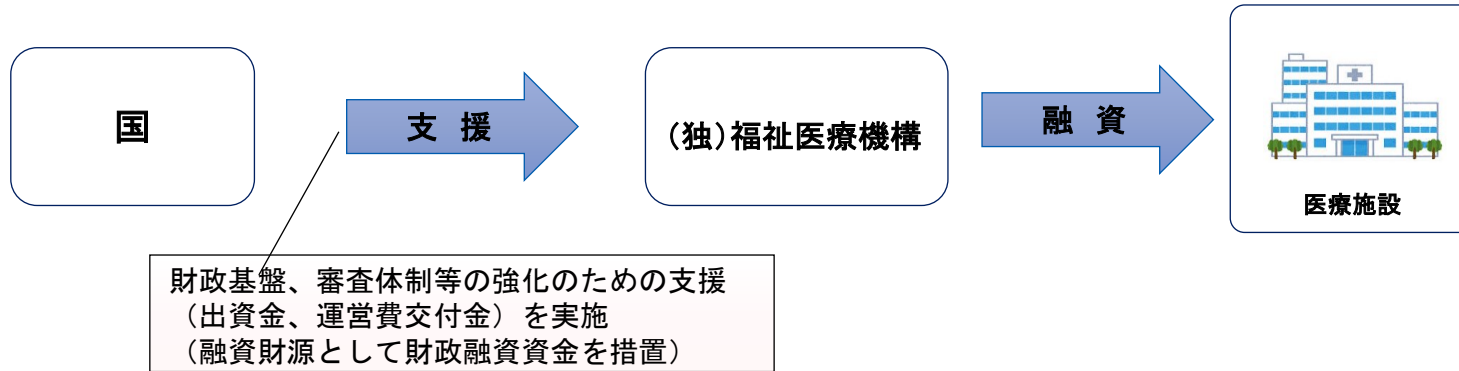 国
支 援
（独）福祉医療機構
融 資
医療施設
財政基盤、審査体制等の強化のための支援
（出資金、運営費交付金）を実施
（融資財源として財政融資資金を措置）